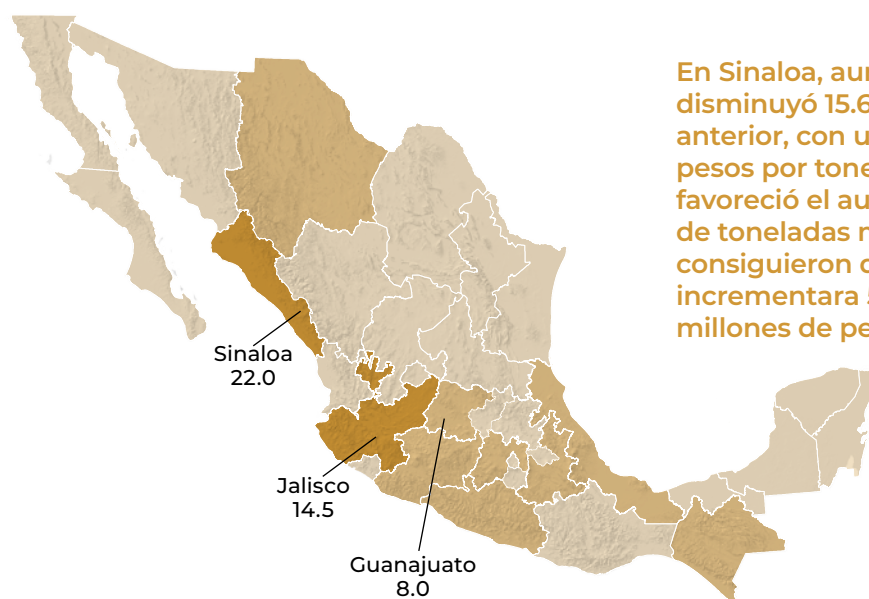 En Sinaloa, aun
disminuyó 15.6
anterior, con u
pesos por tone
favoreció el au
de toneladas
consiguieron
incrementara
millones de pe
Sinaloa
22.0
Jalisco
14.5
Guanajuato
8.0